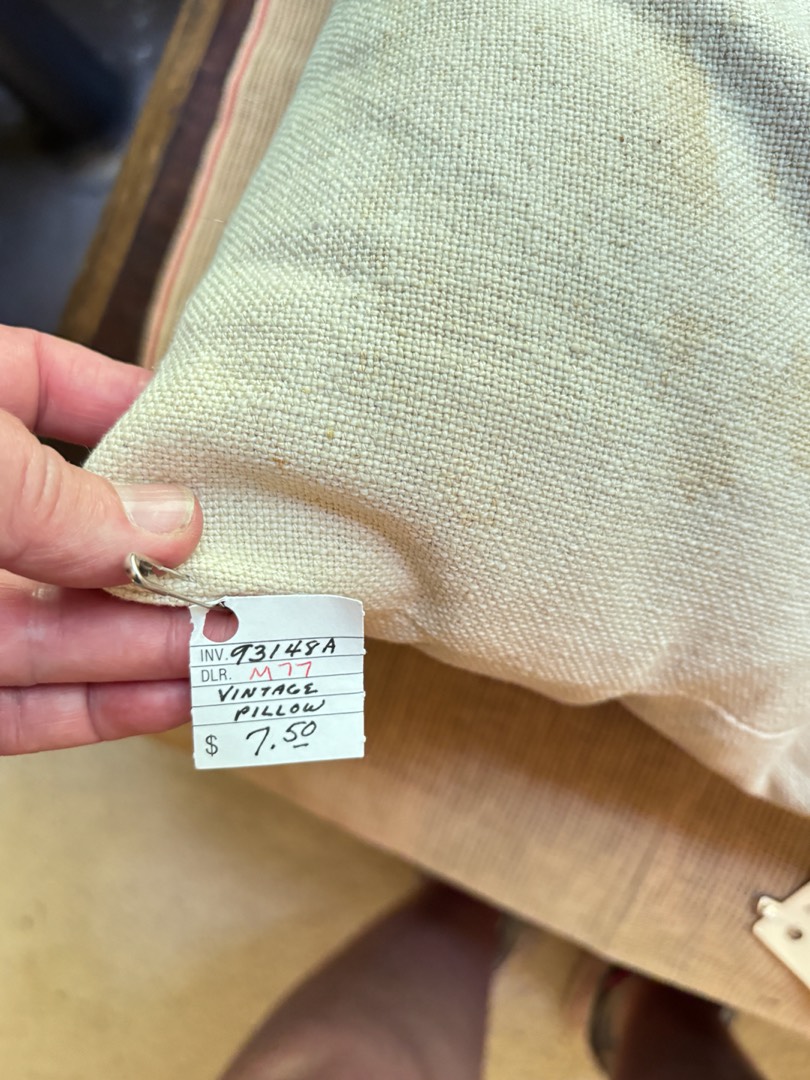 INV. 93148A
DLR. M77
VINTAGE
PILLOW
$ 7.50